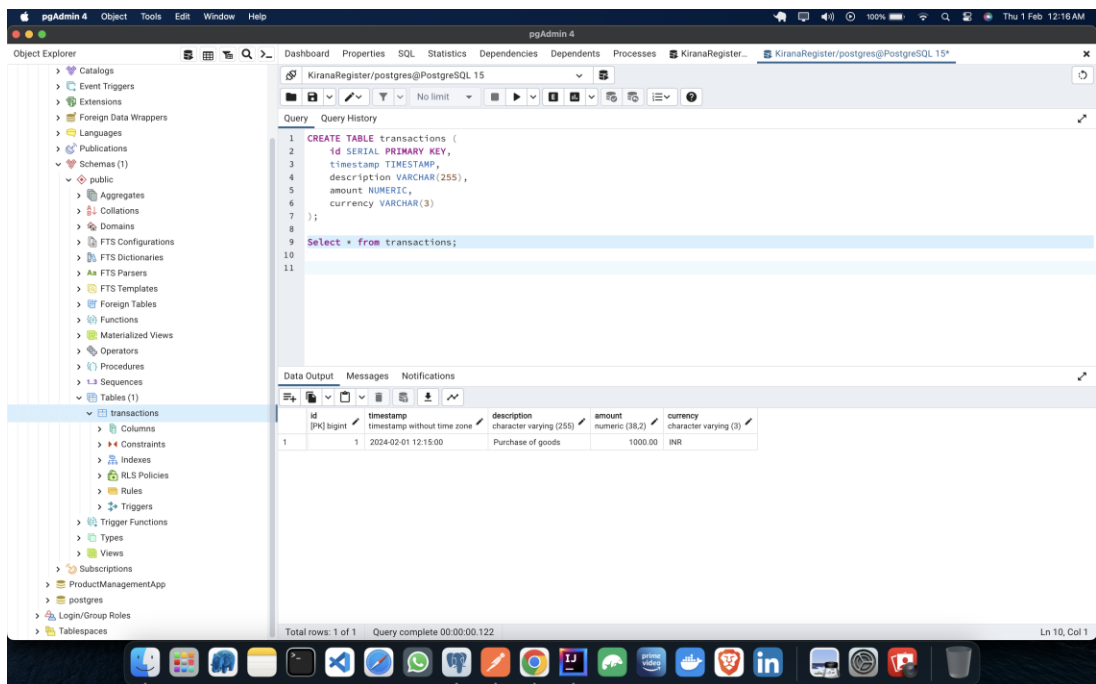 pgAdmin 4 Object Tools Edit Window Help 100% Thu 1 Feb 12:16 AM
pgAdmin 4
Object Explorer
Catalogs
Event Triggers
Extensions
Foreign Data Wrappers
Languages
Publications
Schemas (1)
public
Aggregates
Collations
Domains
FTS Configurations
FTS Dictionaries
Aa FTS Parsers
FTS Templates
Foreign Tables
Functions
Materialized Views
Operators
Procedures
1..3 Sequences
Tables (1)
transactions
Columns
Constraints
Indexes
RLS Policies
Rules
Triggers
Trigger Functions
Types
Views
Subscriptions
ProductManagementApp
postgres
Login/Group Roles
Tablespaces
Dashboard Properties SQL Statistics Dependencies Dependents Processes KiranaRegister... KiranaRegister/postgres@PostgreSQL 15*
KiranaRegister/postgres@PostgreSQL 15
No limit
Query Query History
1 CREATE TABLE transactions (
2 id SERIAL PRIMARY KEY,
3 timestamp TIMESTAMP,
4 description VARCHAR(255),
5 amount NUMERIC,
6 currency VARCHAR(3)
7 );
8
9 Select * from transactions;
10
11
Data Output Messages Notifications
id timestamp description amount currency
[PK] bigint timestamp without time zone character varying (255) numeric (38,2) character varying (3)
1 1 2024-02-01 12:15:00 Purchase of goods 1000.00 INR
Total rows: 1 of 1 Query complete 00:00:00.122 Ln 10, Col 1
prime video in